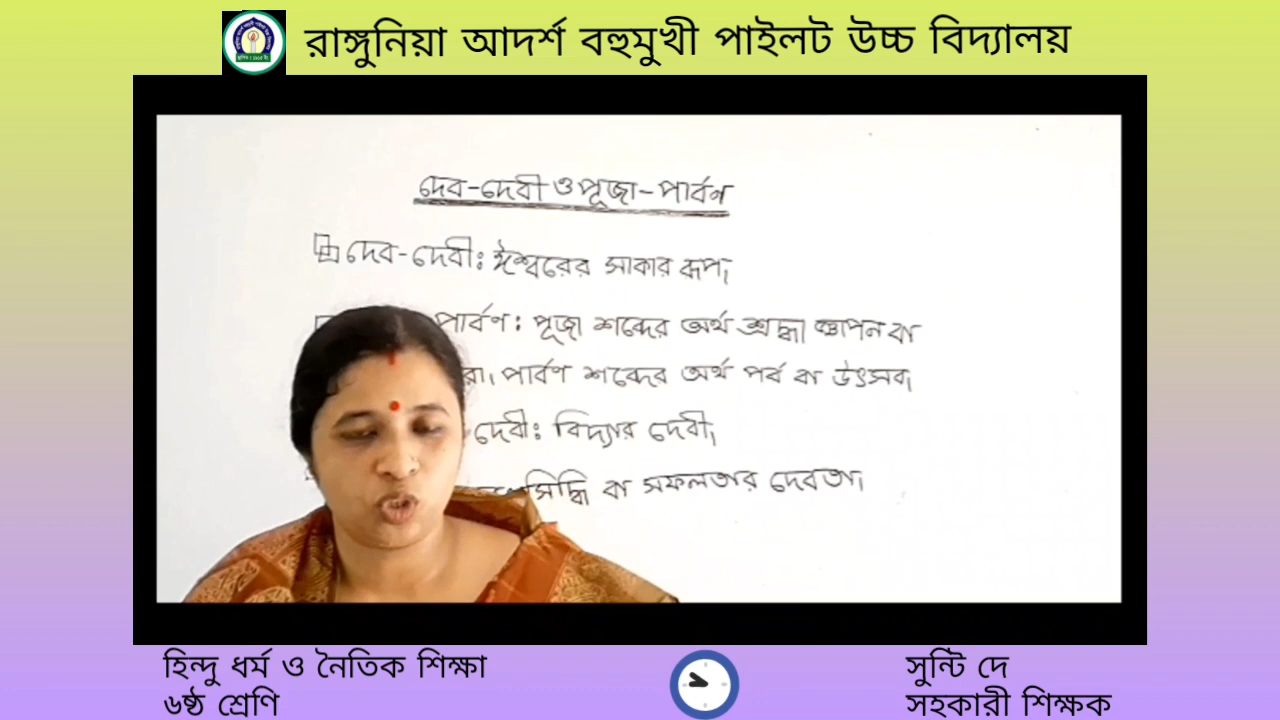 রাঙ্গুনিয়া আদর্শ বহুমুখী পাইলট উচ্চ বিদ্যালয়
দেব-দেবী ও পূজা-পার্বণ
দেব-দেবী: ঈশ্বরের সাকার রূপ।
পার্বণ: পূজা শব্দের অর্থ শ্রদ্ধা জ্ঞাপন বা
পার্বণ শব্দের অর্থ পর্ব বা উৎসব।
দেবী: বিদ্যার দেবী।
সিদ্ধি বা সফলতার দেবতা।
হিন্দু ধর্ম ও নৈতিক শিক্ষা
৬ষ্ঠ শ্রেণি
সুন্টি দে
সহকারী শিক্ষক